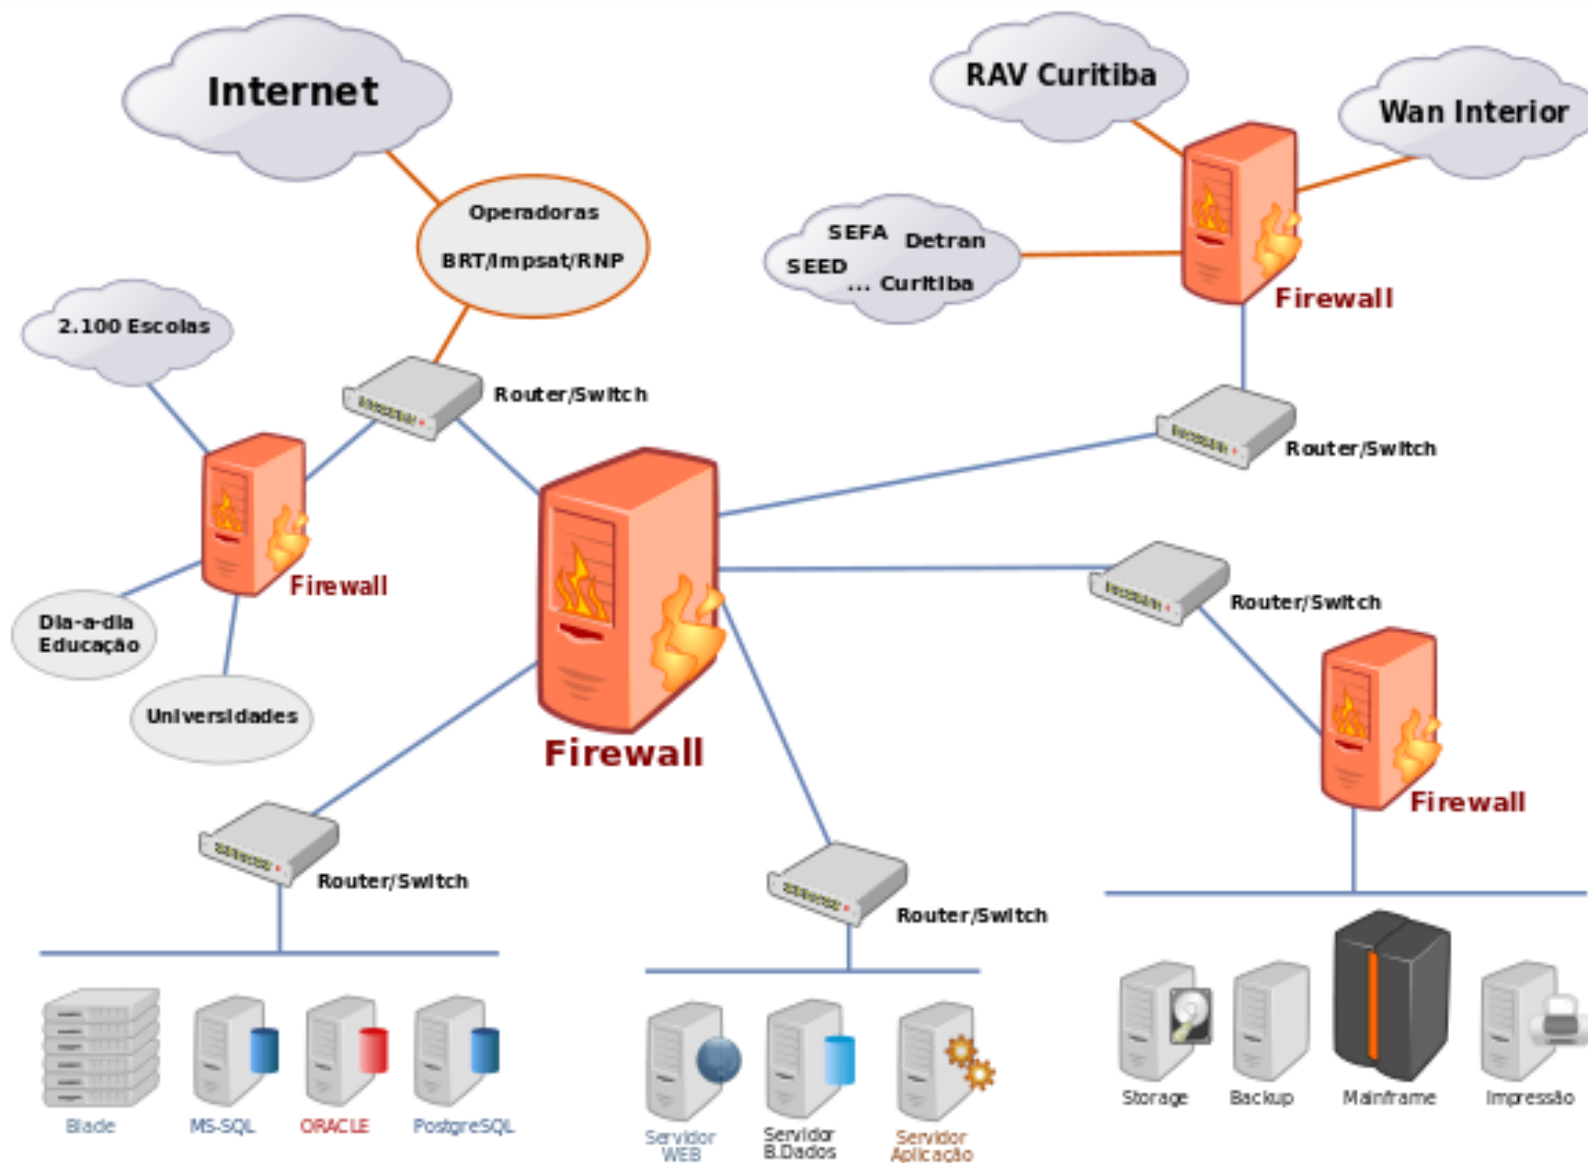 Internet
RAV Curitiba
Wan Interior
Operadoras
BRT/Impsat/RNP
SEFA
Detran
SEED
... Curitiba
Firewall
2.100 Escolas
Router/Switch
Router/Switch
Firewall
Dia-a-dia
Educação
Universidades
Firewall
Router/Switch
Firewall
Router/Switch
Router/Switch
Blade
MS-SQL
ORACLE
PostgreSQL
Servidor
WEB
Servidor
B.Dados
Servidor
Aplicação
Storage
Backup
Mainframe
Impressão